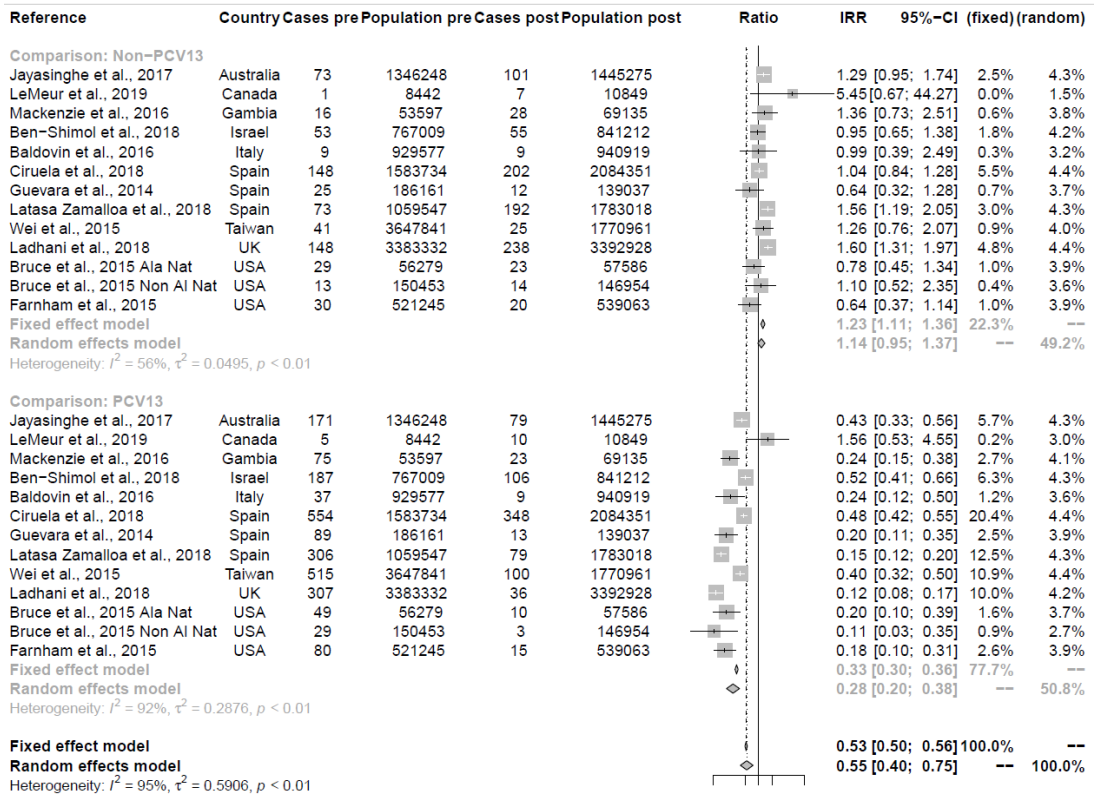 Reference Country Cases pre Population pre Cases post Population post Ratio IRR 95%−CI (fixed) (random)
Comparison: Non−PCV13
Jayasinghe et al., 2017 Australia 73 1346248 101 1445275 1.29 [0.95; 1.74] 2.5% 4.3%
LeMeur et al., 2019 Canada 1 8442 7 10849 5.45 [0.67; 44.27] 0.0% 1.5%
Mackenzie et al., 2016 Gambia 16 53597 28 69135 1.36 [0.73; 2.51] 0.6% 3.8%
Ben−Shimol et al., 2018 Israel 53 767009 55 841212 0.95 [0.65; 1.38] 1.8% 4.2%
Baldovin et al., 2016 Italy 9 929577 9 940919 0.99 [0.39; 2.49] 0.3% 3.2%
Ciruela et al., 2018 Spain 148 1583734 202 2084351 1.04 [0.84; 1.28] 5.5% 4.4%
Guevara et al., 2014 Spain 25 186161 12 139037 0.64 [0.32; 1.28] 0.7% 3.7%
Latasa Zamalloa et al., 2018 Spain 73 1059547 192 1783018 1.56 [1.19; 2.05] 3.0% 4.3%
Wei et al., 2015 Taiwan 41 3647841 25 1770961 1.26 [0.76; 2.07] 0.9% 4.0%
Ladhani et al., 2018 UK 148 3383332 238 3392928 1.60 [1.31; 1.97] 4.8% 4.4%
Bruce et al., 2015 Ala Nat USA 29 56279 23 57586 0.78 [0.45; 1.34] 1.0% 3.9%
Bruce et al., 2015 Non Al Nat USA 13 150453 14 146954 1.10 [0.52; 2.35] 0.4% 3.6%
Farnham et al., 2015 USA 30 521245 20 539063 0.64 [0.37; 1.14] 1.0% 3.9%
Fixed effect model 1.23 [1.11; 1.36] 22.3% −−
Random effects model 1.14 [0.95; 1.37] −− 49.2%
Heterogeneity: I² = 56%, τ² = 0.0495, p < 0.01
Comparison: PCV13
Jayasinghe et al., 2017 Australia 171 1346248 79 1445275 0.43 [0.33; 0.56] 5.7% 4.3%
LeMeur et al., 2019 Canada 5 8442 10 10849 1.56 [0.53; 4.55] 0.2% 3.0%
Mackenzie et al., 2016 Gambia 75 53597 23 69135 0.24 [0.15; 0.38] 2.7% 4.1%
Ben−Shimol et al., 2018 Israel 187 767009 106 841212 0.52 [0.41; 0.66] 6.3% 4.3%
Baldovin et al., 2016 Italy 37 929577 9 940919 0.24 [0.12; 0.50] 1.2% 3.6%
Ciruela et al., 2018 Spain 554 1583734 348 2084351 0.48 [0.42; 0.55] 20.4% 4.4%
Guevara et al., 2014 Spain 89 186161 13 139037 0.20 [0.11; 0.35] 2.5% 3.9%
Latasa Zamalloa et al., 2018 Spain 306 1059547 79 1783018 0.15 [0.12; 0.20] 12.5% 4.3%
Wei et al., 2015 Taiwan 515 3647841 100 1770961 0.40 [0.32; 0.50] 10.9% 4.4%
Ladhani et al., 2018 UK 307 3383332 36 3392928 0.12 [0.08; 0.17] 10.0% 4.2%
Bruce et al., 2015 Ala Nat USA 49 56279 10 57586 0.20 [0.10; 0.39] 1.6% 3.7%
Bruce et al., 2015 Non Al Nat USA 29 150453 3 146954 0.11 [0.03; 0.35] 0.9% 2.7%
Farnham et al., 2015 USA 80 521245 15 539063 0.18 [0.10; 0.31] 2.6% 3.9%
Fixed effect model 0.33 [0.30; 0.36] 77.7% −−
Random effects model 0.28 [0.20; 0.38] −− 50.8%
Heterogeneity: I² = 92%, τ² = 0.2876, p < 0.01
Fixed effect model 0.53 [0.50; 0.56] 100.0% −−
Random effects model 0.55 [0.40; 0.75] −− 100.0%
Heterogeneity: I² = 95%, τ² = 0.5906, p < 0.01